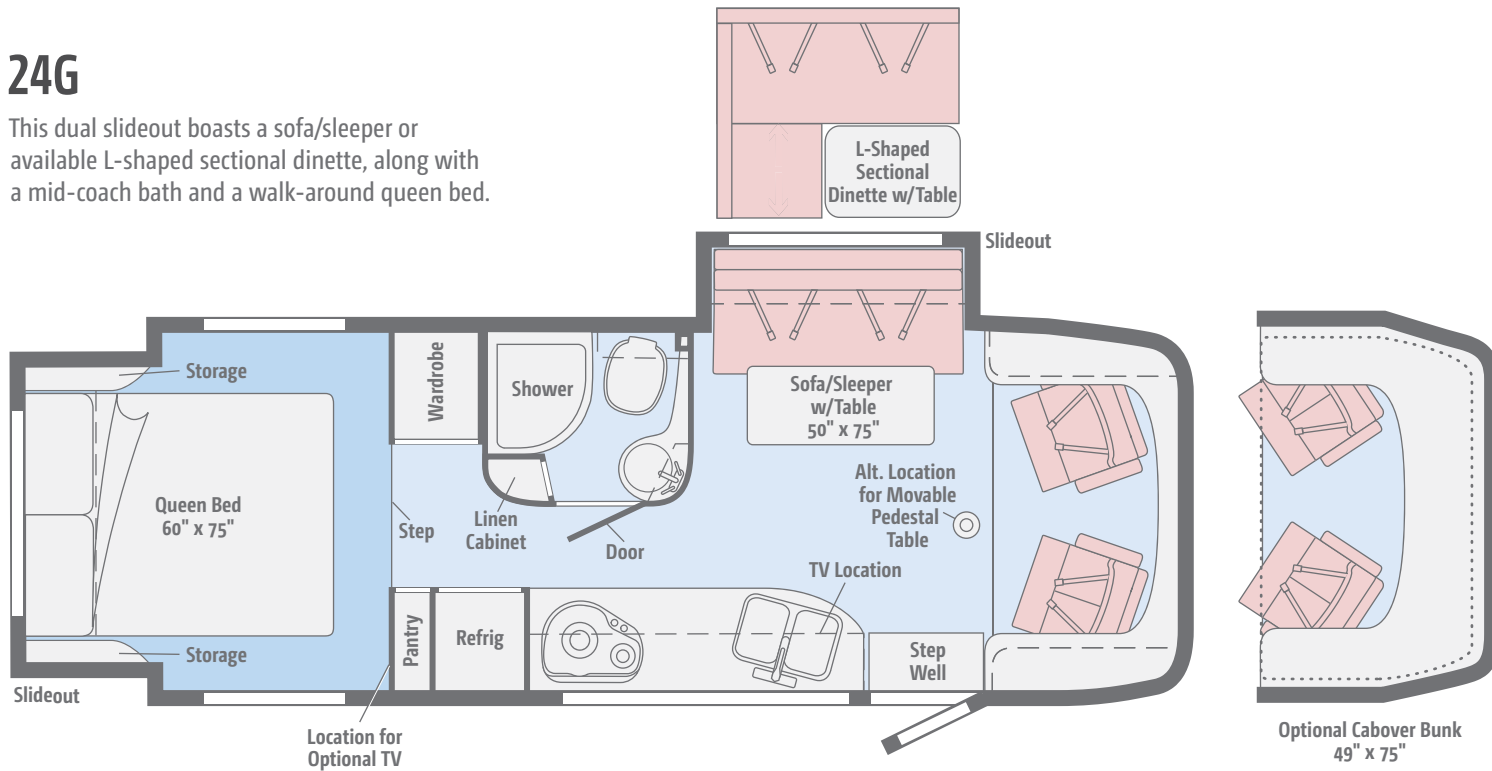 24G
This dual slideout boasts a sofa/sleeper or
available L-shaped sectional dinette, along with
a mid-coach bath and a walk-around queen bed.
L-Shaped
Sectional
Dinette w/Table
Slideout
Storage
Wardrobe
Shower
Sofa/Sleeper
w/Table
50" x 75"
Queen Bed
60" x 75"
Step
Linen
Cabinet
Door
Alt. Location
for Movable
Pedestal
Table
TV Location
Pantry
Refrig
Step
Well
Storage
Slideout
Location for
Optional TV
Optional Cabover Bunk
49" x 75"